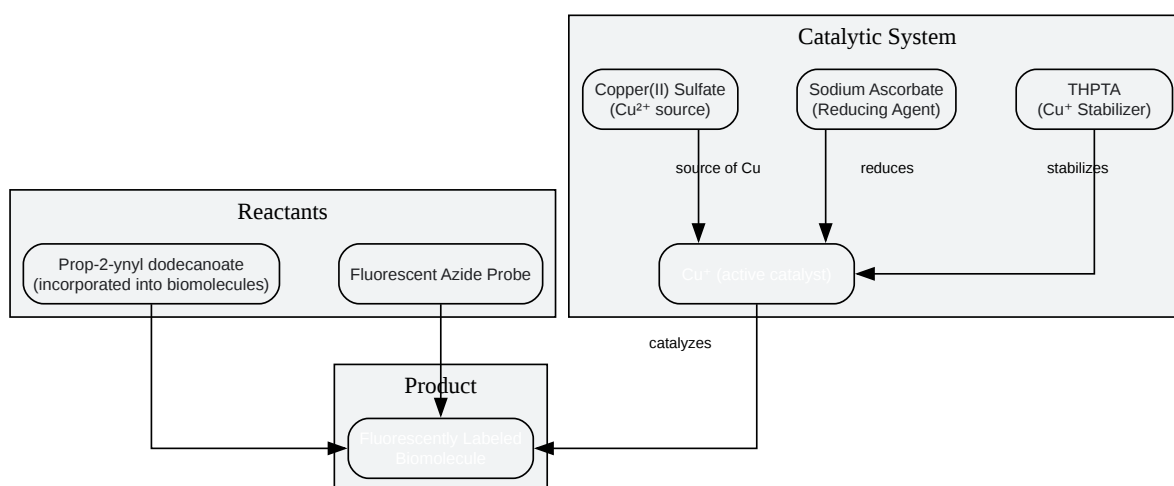 Catalytic System
Copper(II) Sulfate
(Cu²⁺ source)
Sodium Ascorbate
(Reducing Agent)
THPTA
(Cu⁺ Stabilizer)
source of Cu
reduces
stabilizes
Reactants
Prop-2-ynyl dodecanoate
(incorporated into biomolecules)
Fluorescent Azide Probe
Cu⁺ (active catalyst)
catalyzes
Product
Fluorescently Labeled
Biomolecule